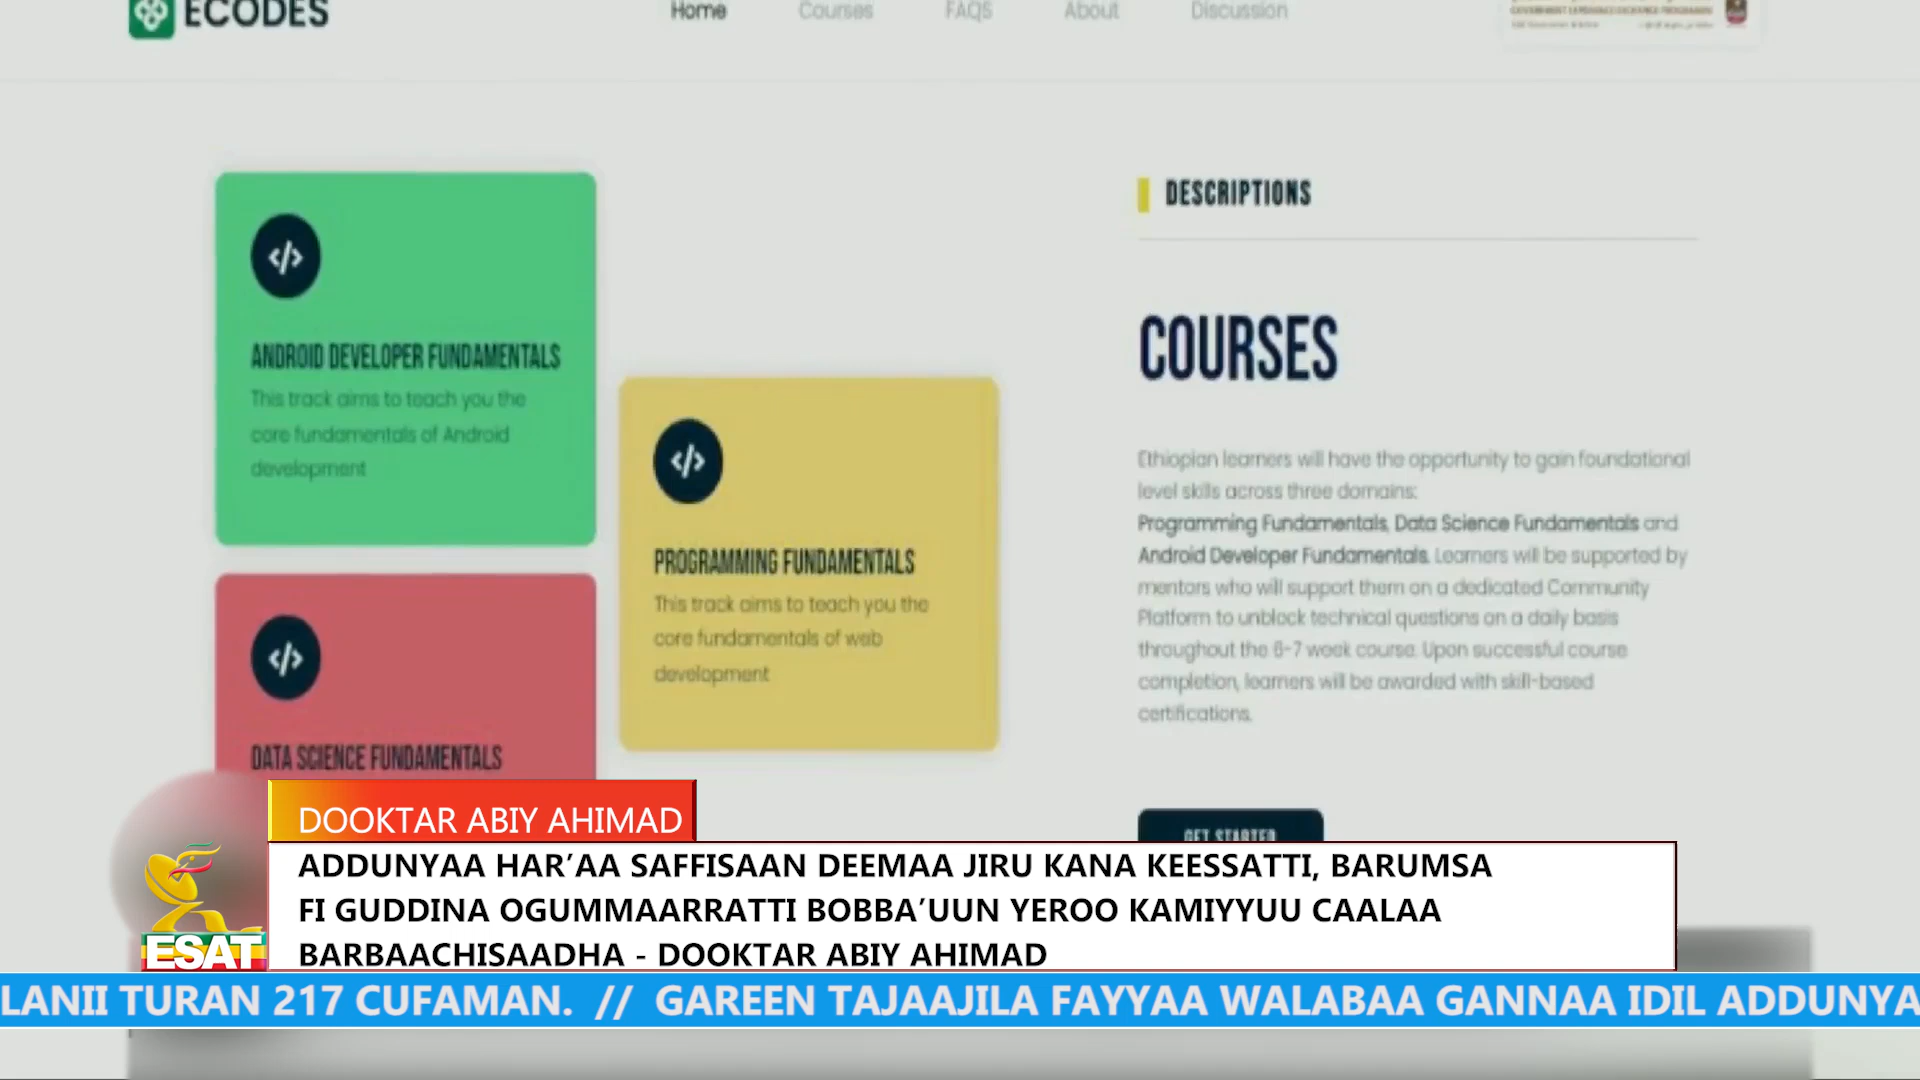 ECODES
Home Courses FAQS About Discussion
ANDROID DEVELOPER FUNDAMENTALS
This track aims to teach you the
core fundamentals of Android
development
PROGRAMMING FUNDAMENTALS
This track aims to teach you the
core fundamentals of web
development
DATA SCIENCE FUNDAMENTALS
DESCRIPTIONS
COURSES
Ethiopian learners will have the opportunity to gain foundational
level skills across three domains:
Programming Fundamentals, Data Science Fundamentals and
Android Developer Fundamentals. Learners will be supported by
mentors who will support them on a dedicated Community
Platform to unblock technical questions on a daily basis
throughout the 6-7 week course. Upon successful course
completion, learners will be awarded with skill-based
certifications.
GET STARTED
DOOKTAR ABIY AHIMAD
ADDUNYAA HAR’AA SAFFISAAN DEEMAA JIRU KANA KEESSATTI, BARUMSA
FI GUDDINA OGUMMAARRATTI BOBBA’UUN YEROO KAMIYYUU CAALAA
BARBAACHISAADHA - DOOKTAR ABIY AHIMAD
ESAT
LANII TURAN 217 CUFAMAN. // GAREEN TAJAAJILA FAYYAA WALABAA GANNAA IDIL ADDUNYA